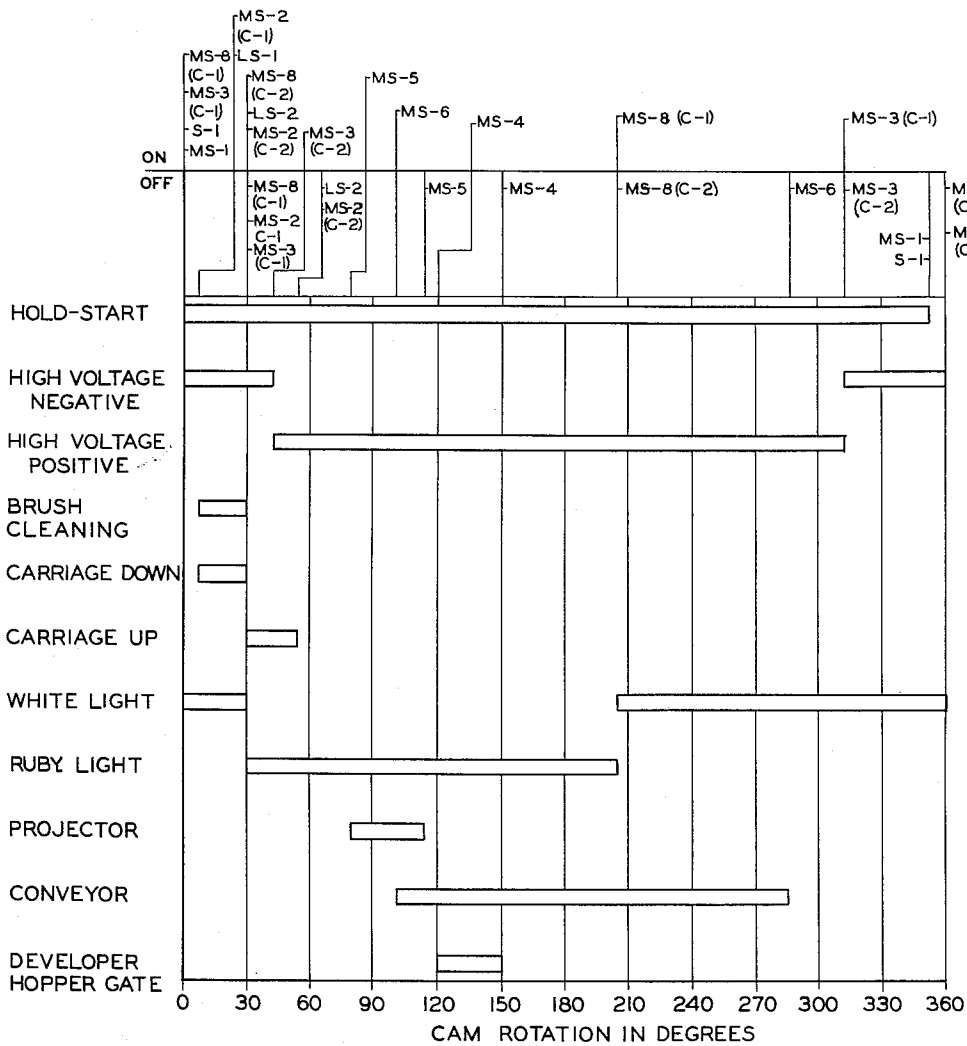 MS-2
(C-1)
MS-8
LS-1
(C-1)
MS-8
(C-2)
MS-5
MS-3
(C-1)
LS-2
MS-6
MS-8 (C-1)
MS-3 (C-1)
S-1
MS-2
(C-2)
MS-3
(C-2)
MS-4
MS-1
ON
OFF
MS-8
(C-1)
LS-2
MS-5
MS-4
MS-8 (C-2)
MS-6
MS-3
(C-2)
M
(C
MS-2
(C-2)
MS-2
C-1
MS-3
(C-1)
MS-1
S-1
M
(C
HOLD-START
HIGH VOLTAGE
NEGATIVE
HIGH VOLTAGE
POSITIVE
BRUSH
CLEANING
CARRIAGE DOWN
CARRIAGE UP
WHITE LIGHT
RUBY LIGHT
PROJECTOR
CONVEYOR
DEVELOPER
HOPPER GATE
0 30 60 90 120 150 180 210 240 270 300 330 360
CAM ROTATION IN DEGREES